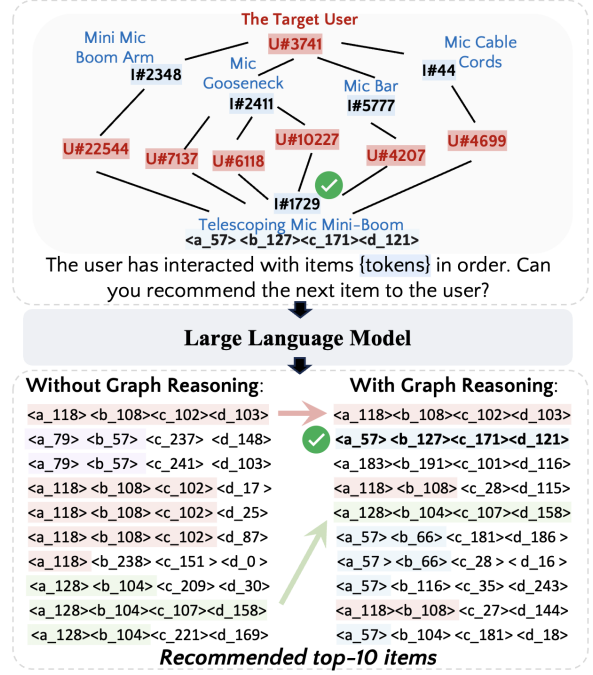 The Target User
Mini Mic
Boom Arm
U#3741
Mic Cable
Cords
I#2348
Mic
Gooseneck
I#44
Mic Bar
I#2411
I#5777
U#22544
U#7137
U#6118
U#10227
U#4207
U#4699
I#1729
Telescoping Mic Mini-Boom
<a_57> <b_127><c_171><d_121>
The user has interacted with items {tokens} in order. Can
you recommend the next item to the user?
Large Language Model
Without Graph Reasoning:
<a_118> <b_108><c_102><d_103>
<a_79> <b_57> <c_237> <d_148>
<a_79> <b_57> <c_241> <d_103>
<a_118> <b_108> <c_102> <d_17 >
<a_118> <b_108> <c_102> <d_25>
<a_118> <b_108> <c_102> <d_87>
<a_118> <b_238> <c_151 > <d_0 >
<a_128> <b_104> <c_209> <d_30>
<a_128> <b_104><c_107><d_158>
<a_128> <b_104> <c_221> <d_169>
With Graph Reasoning:
<a_118><b_108><c_102><d_103>
<a_57> <b_127><c_171><d_121>
<a_183><b_191><c_101><d_116>
<a_118> <b_108> <c_28><d_115>
<a_128><b_104><c_107><d_158>
<a_57> <b_66> <c_181> <d_186 >
<a_57 > <b_66> <c_28 > < d_16 >
<a_57> <b_116> <c_35> <d_243>
<a_118><b_108> <c_27> <d_144>
<a_57> <b_104> <c_181> <d_18>
Recommended top-10 items